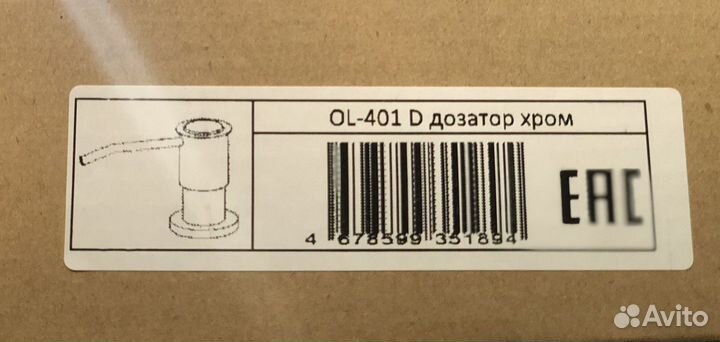 OL-401 D дозатор хром
4 678599 351894
EAC
Avito